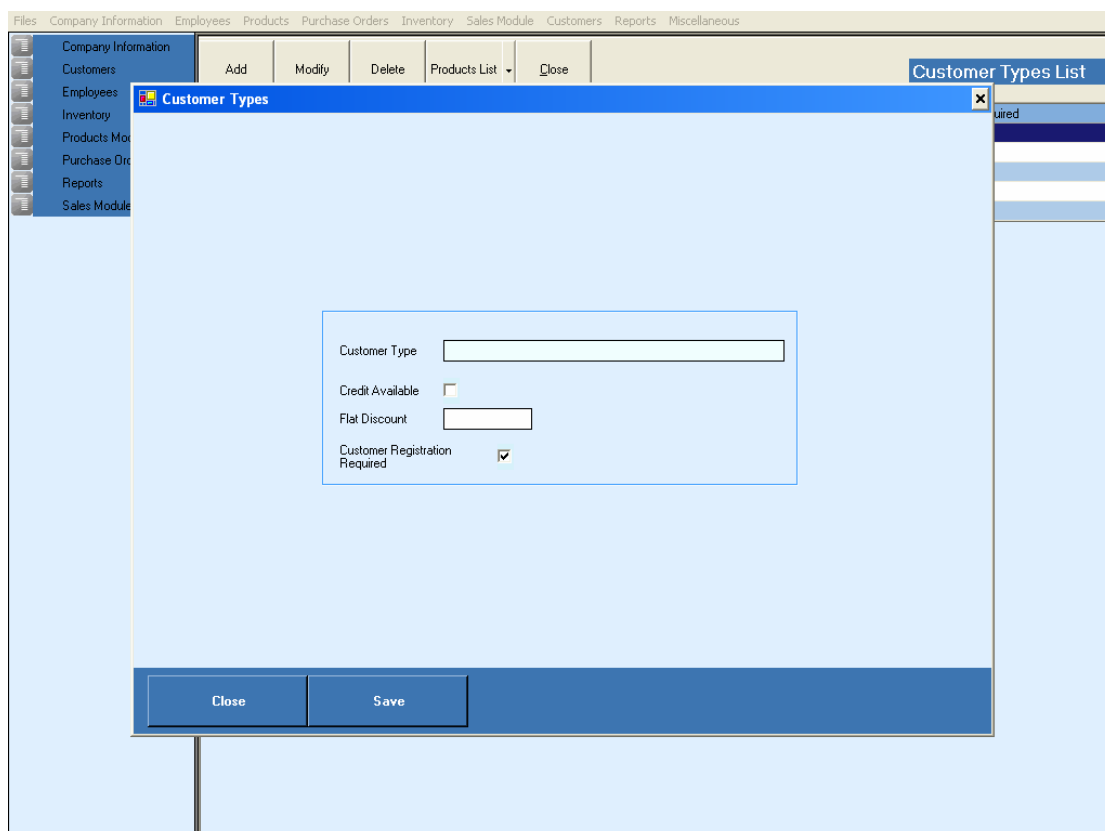 Files Company Information Employees Products Purchase Orders Inventory Sales Module Customers Reports Miscellaneous
Company Information
Customers
Employees
Inventory
Products Mod
Purchase Ord
Reports
Sales Module
Add Modify Delete Products List Close
Customer Types List
uired
Customer Types
Customer Type
Credit Available
Flat Discount
Customer Registration
Required
Close Save